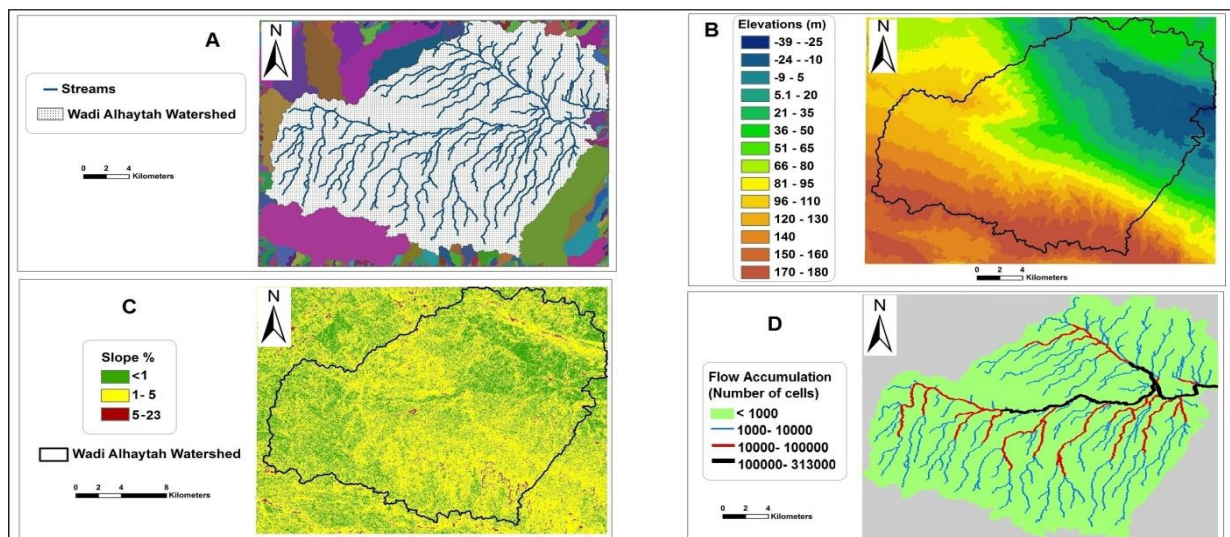 A
N
Streams
Wadi Alhaytah Watershed
0 2 4
Kilometers
B
N
Elevations (m)
-39 - -25
-24 - -10
-9 - 5
5.1 - 20
21 - 35
36 - 50
51 - 65
66 - 80
81 - 95
96 - 110
120 - 130
140
150 - 160
170 - 180
0 2 4
Kilometers
C
N
Slope %
<1
1- 5
5-23
Wadi Alhaytah Watershed
0 2 4 8
Kilometers
D
N
Flow Accumulation
(Number of cells)
< 1000
1000- 10000
10000- 100000
100000- 313000
0 2 4
Kilometers